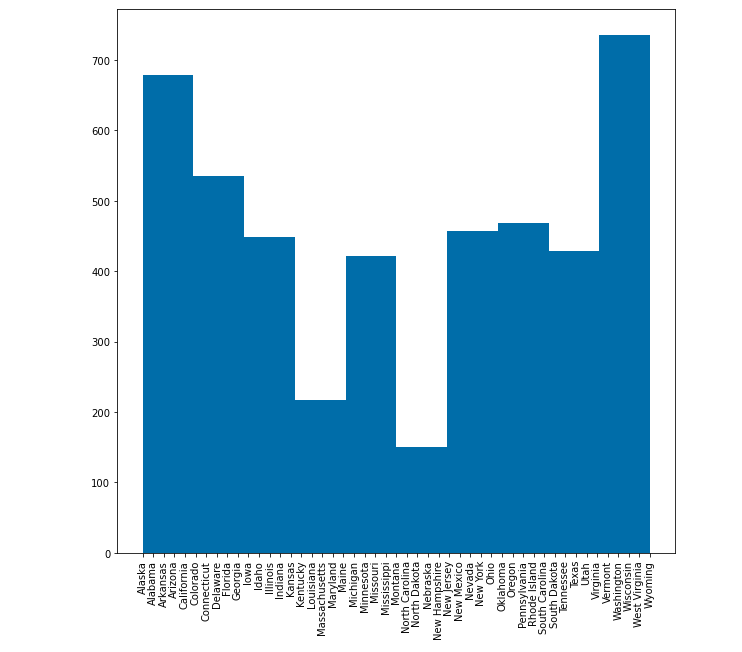 700
600
500
400
300
200
100
0
Alaska
Alabama
Arkansas
Arizona
California
Colorado
Connecticut
Delaware
Florida
Georgia
Iowa
Idaho
Illinois
Indiana
Kansas
Kentucky
Louisiana
Massachusetts
Maryland
Maine
Michigan
Minnesota
Missouri
Mississippi
Montana
North Carolina
North Dakota
Nebraska
New Hampshire
New Jersey
New Mexico
Nevada
New York
Ohio
Oklahoma
Oregon
Pennsylvania
Rhode Island
South Carolina
South Dakota
Tennessee
Texas
Utah
Virginia
Vermont
Washington
Wisconsin
West Virginia
Wyoming